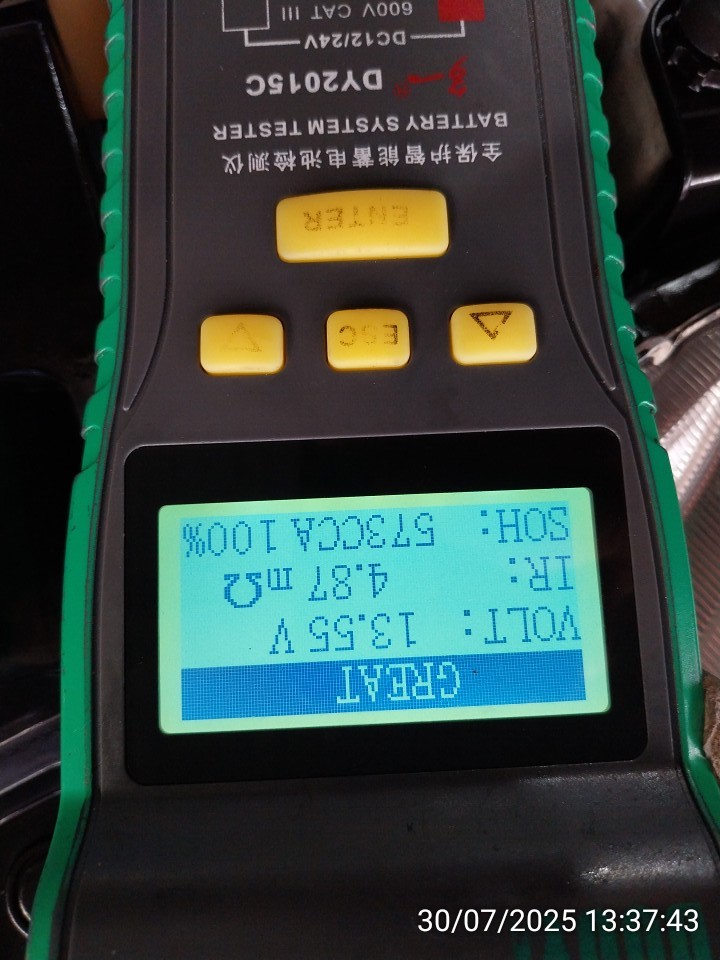 GREAT
VOLT: 13.55 V
IR: 4.87 mΩ
SOH: 573CCA 100%
ESC
ENTER
全保护智能蓄电池检测仪
BATTERY SYSTEM TESTER
DY2015C
DC12/24V
600V CAT III
30/07/2025 13:37:43